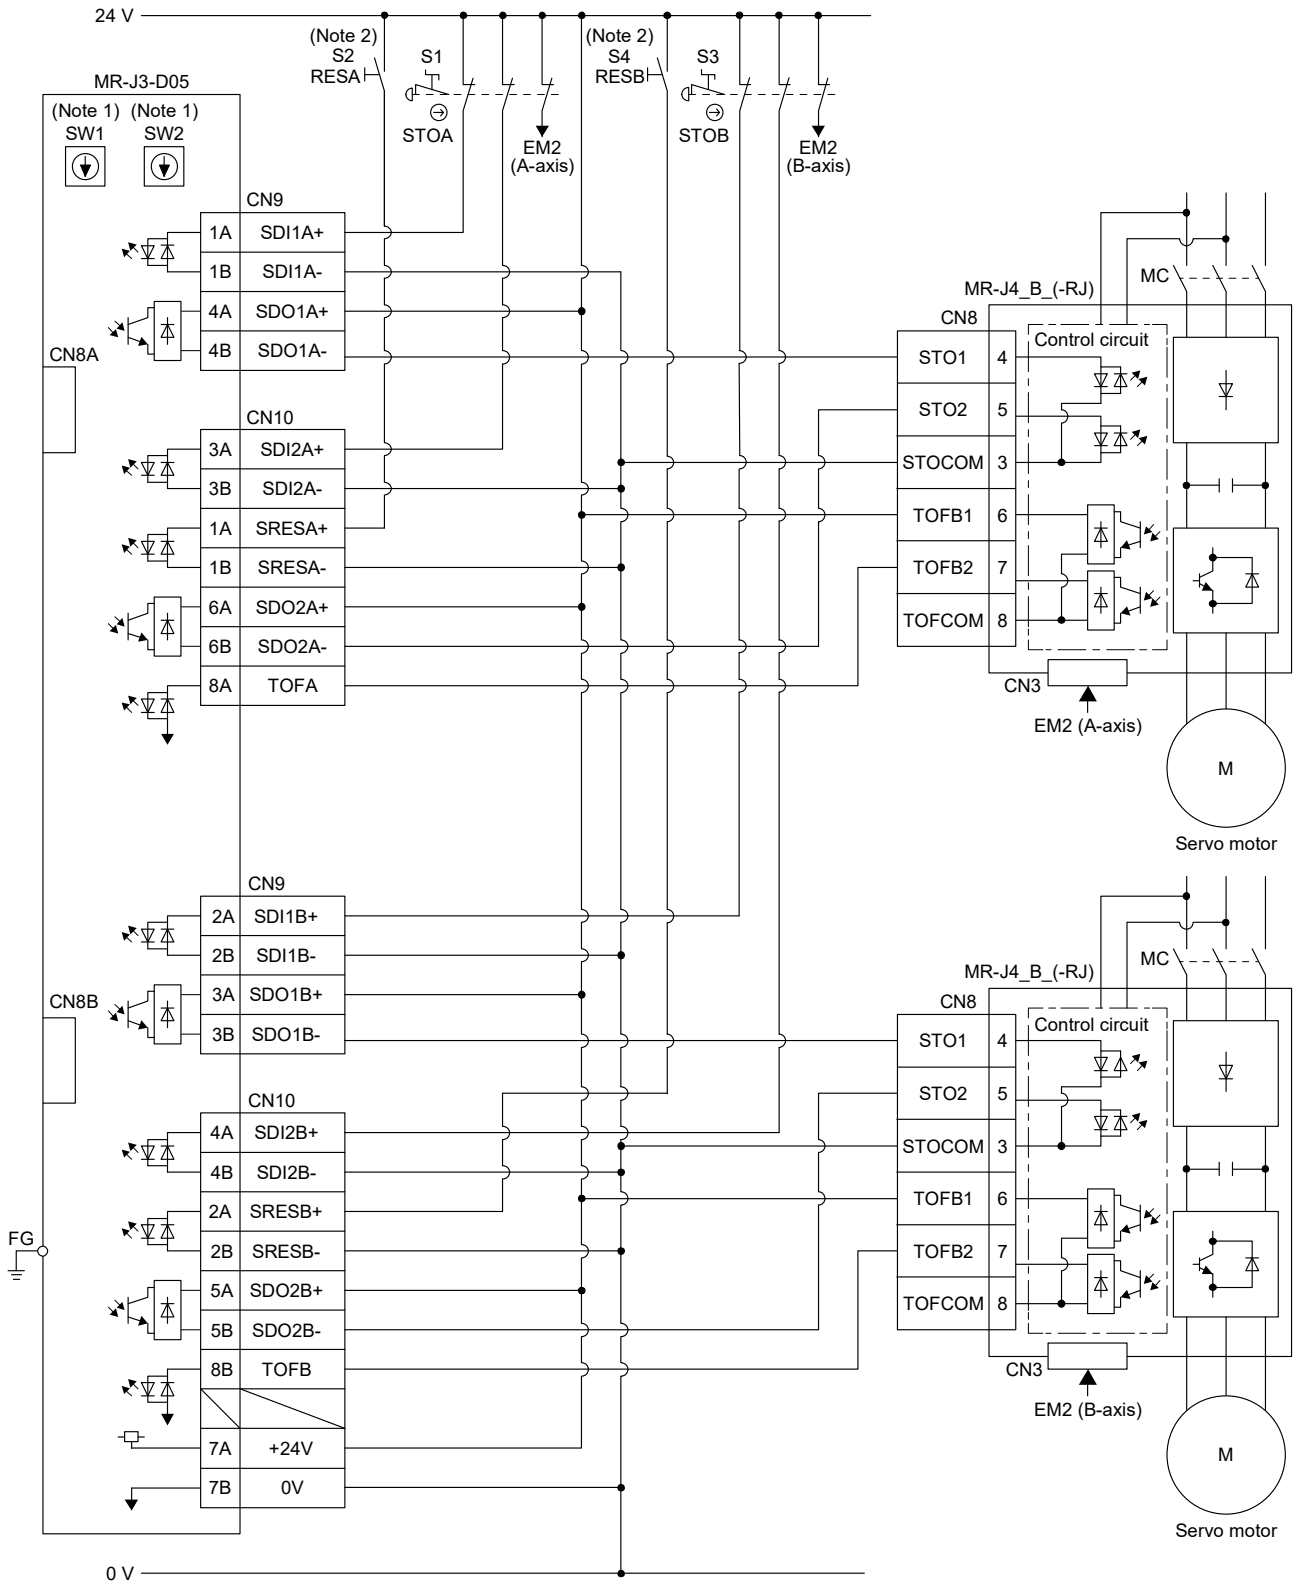 24 V
(Note 2)
S2
RESA
S1
STOA
EM2
(A-axis)
(Note 2)
S4
RESB
S3
STOB
EM2
(B-axis)
MR-J3-D05
(Note 1) (Note 1)
SW1 SW2
CN9
1A SDI1A+
1B SDI1A-
4A SDO1A+
4B SDO1A-
CN8A
CN10
3A SDI2A+
3B SDI2A-
1A SRESA+
1B SRESA-
6A SDO2A+
6B SDO2A-
8A TOFA
MC
MR-J4_B_(-RJ)
CN8
Control circuit
STO1 4
STO2 5
STOCOM 3
TOFB1 6
TOFB2 7
TOFCOM 8
CN3
EM2 (A-axis)
M
Servo motor
CN9
2A SDI1B+
2B SDI1B-
3A SDO1B+
3B SDO1B-
CN8B
CN10
4A SDI2B+
4B SDI2B-
2A SRESB+
2B SRESB-
5A SDO2B+
5B SDO2B-
8B TOFB
7A +24V
7B 0V
FG
MC
MR-J4_B_(-RJ)
CN8
Control circuit
STO1 4
STO2 5
STOCOM 3
TOFB1 6
TOFB2 7
TOFCOM 8
CN3
EM2 (B-axis)
M
Servo motor
0 V